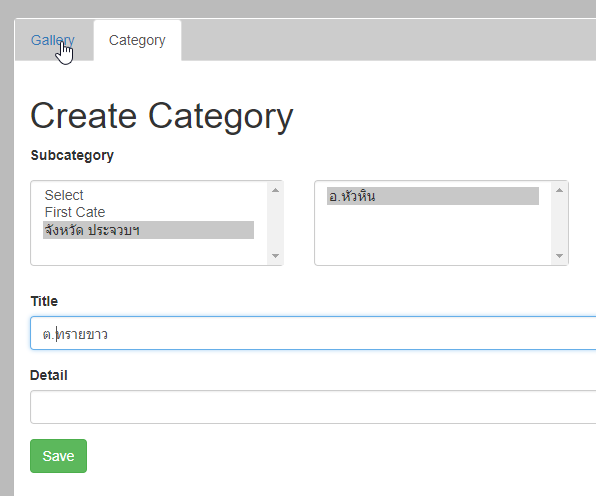 Gallery Category
Create Category
Subcategory
Select
First Cate
จังหวัด ประจวบฯ
อ.หัวหิน
Title
ต.ทรายขาว
Detail
Save